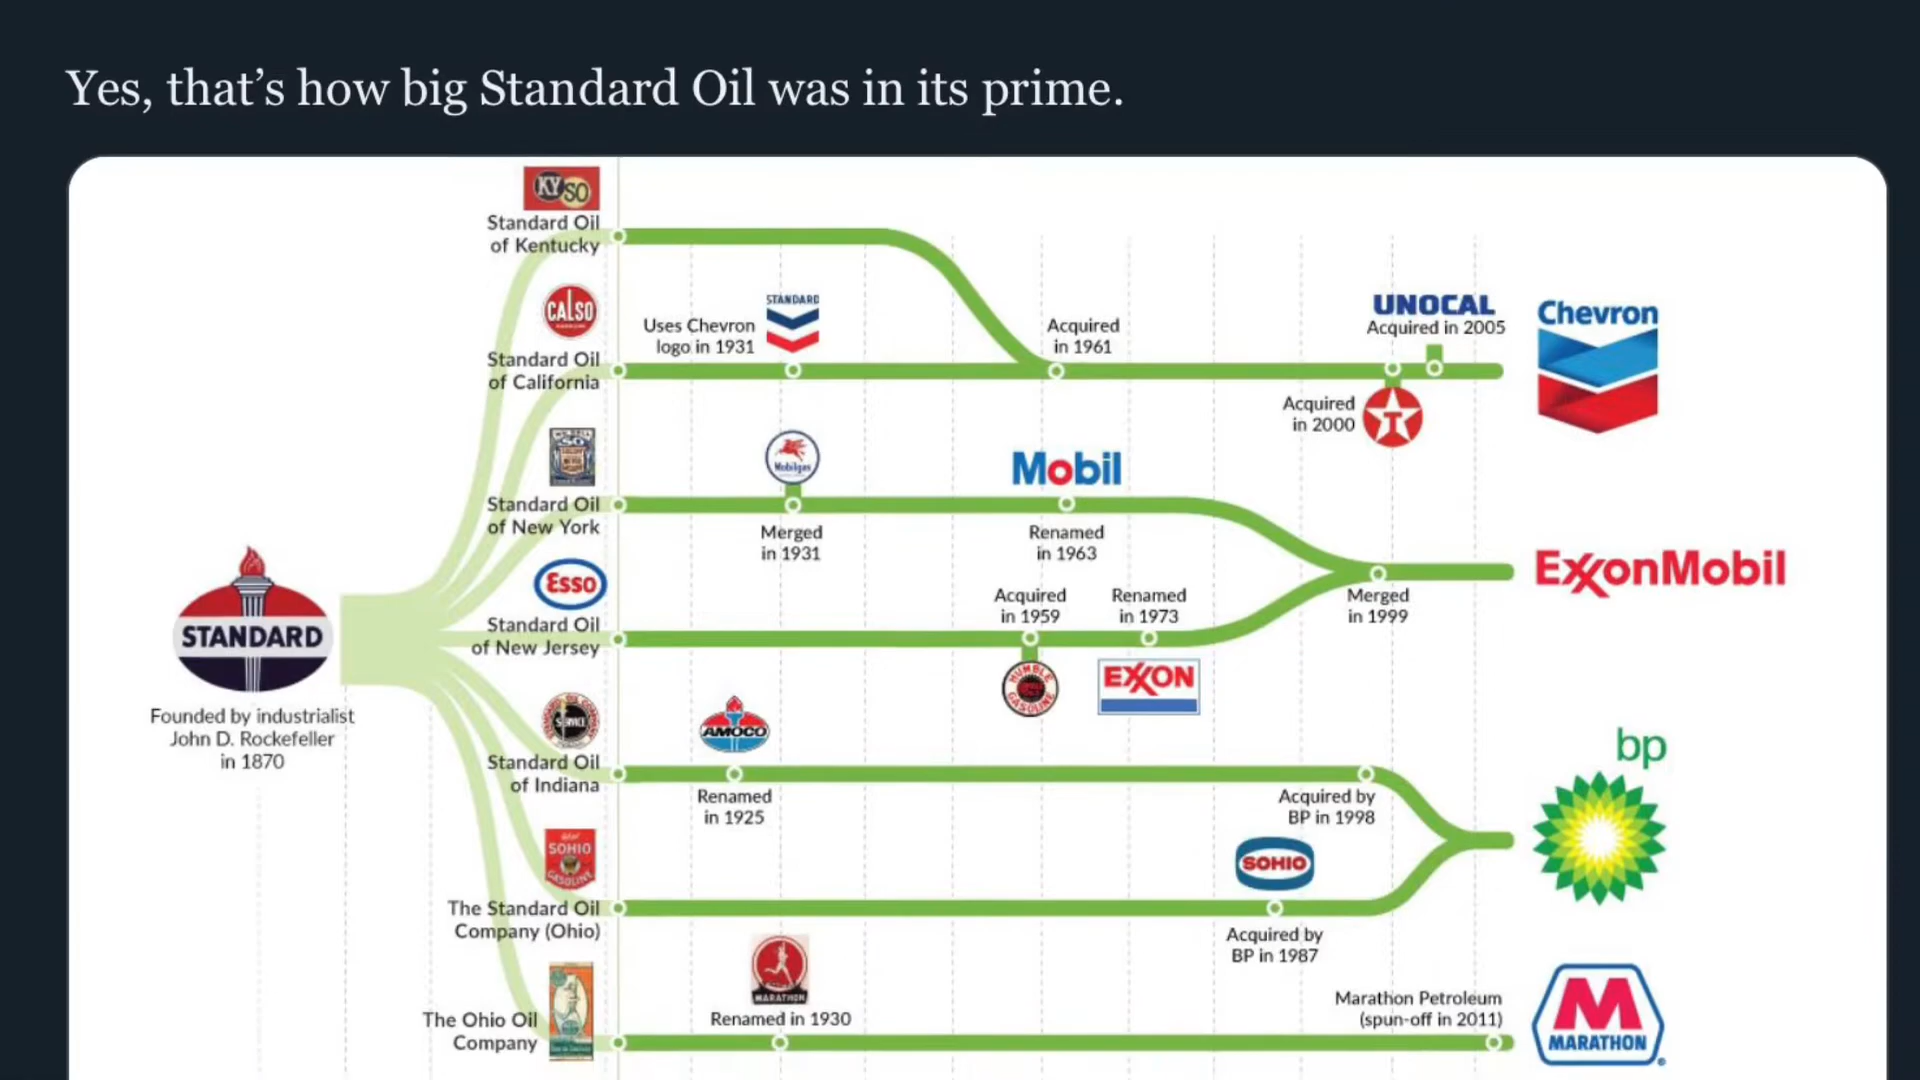 Yes, that’s how big Standard Oil was in its prime.
KYSO
Standard Oil
of Kentucky
CALSO
Standard Oil
of California
Uses Chevron
logo in 1931
STANDARD
Acquired
in 1961
UNOCAL
Acquired in 2005
Acquired
in 2000
T
Chevron
SO
Standard Oil
of New York
Mobilgas
Merged
in 1931
Mobil
Renamed
in 1963
Esso
Standard Oil
of New Jersey
Acquired
in 1959
HUMBLE
GASOLINE
Renamed
in 1973
EXXON
Merged
in 1999
ExxonMobil
STANDARD
Founded by industrialist
John D. Rockefeller
in 1870
SERVICE
Standard Oil
of Indiana
AMOCO
Renamed
in 1925
Acquired by
BP in 1998
bp
SOHIO
GASOLINE
The Standard Oil
Company (Ohio)
SOHIO
Acquired by
BP in 1987
The Ohio Oil
Company
MARATHON
Renamed in 1930
Marathon Petroleum
(spun-off in 2011)
M
MARATHON